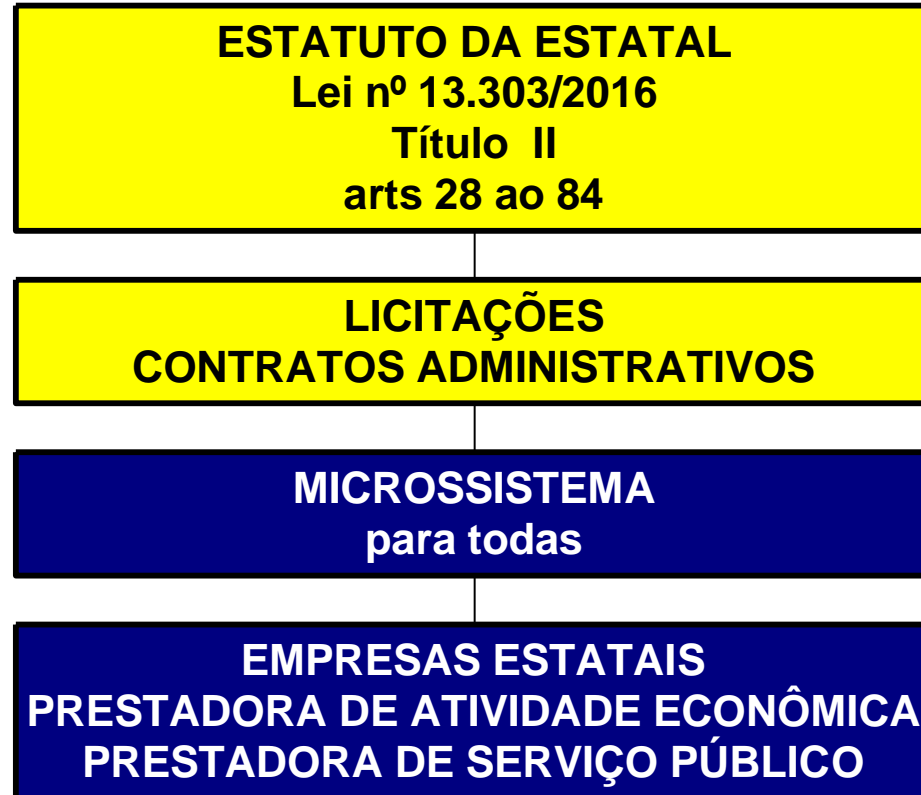 ESTATUTO DA ESTATAL
Lei nº 13.303/2016
Título II
arts 28 ao 84
LICITAÇÕES
CONTRATOS ADMINISTRATIVOS
MICROSSISTEMA
para todas
EMPRESAS ESTATAIS
PRESTADORA DE ATIVIDADE ECONÔMICA
PRESTADORA DE SERVIÇO PÚBLICO